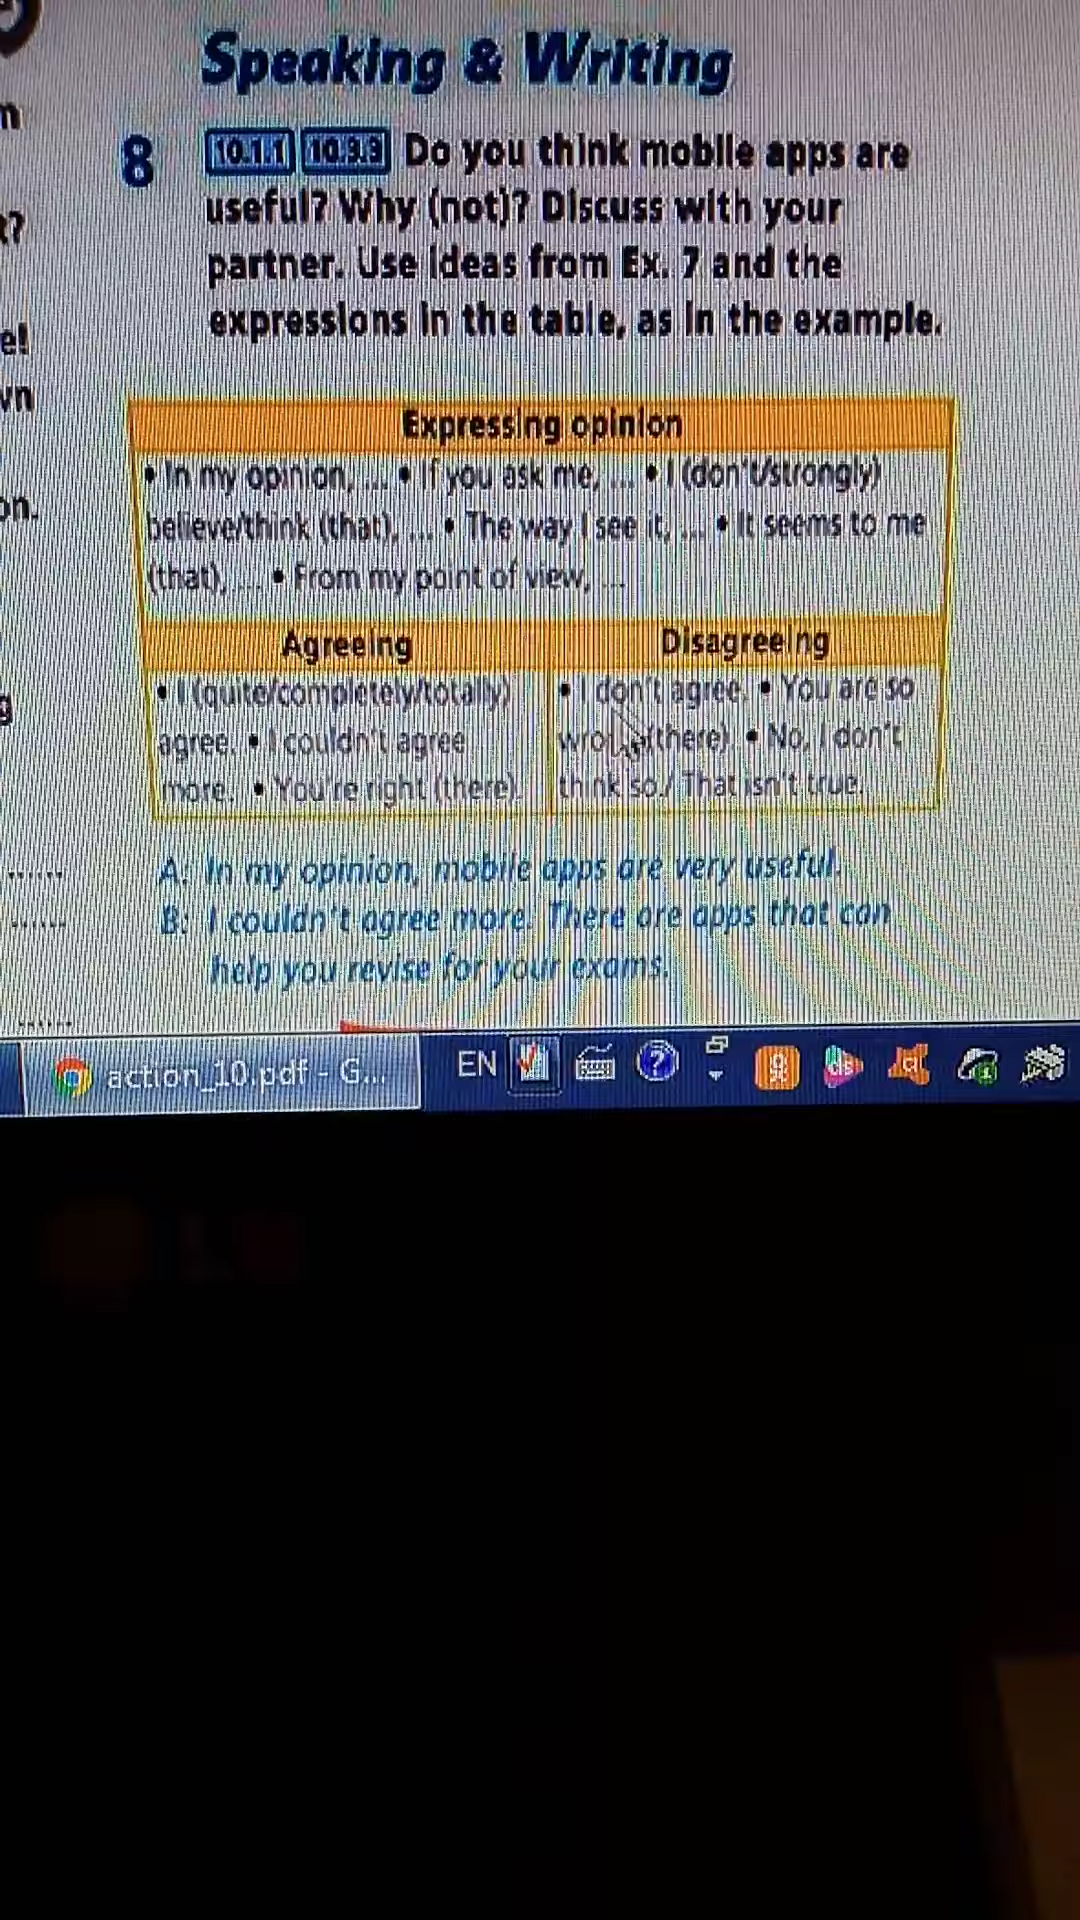 Speaking & Writing
8 10.1.1 10.3.3 Do you think mobile apps are
useful? Why (not)? Discuss with your
partner. Use ideas from Ex. 7 and the
expressions in the table, as in the example.
Expressing opinion
• In my opinion, ... • If you ask me, ... • I (don't/strongly)
believe/think (that), ... • The way I see it, ... • It seems to me
(that), ... • From my point of view, ...
Agreeing
• I (quite/completely/totally)
agree. • I couldn't agree
more. • You're right (there).
Disagreeing
• I don't agree. • You are so
(there). • No, I don't
think so./ That isn't true.
A: In my opinion, mobile apps are very useful.
B: I couldn't agree more. There are apps that can
help you revise for your exams.
action_10.pdf - G...
EN